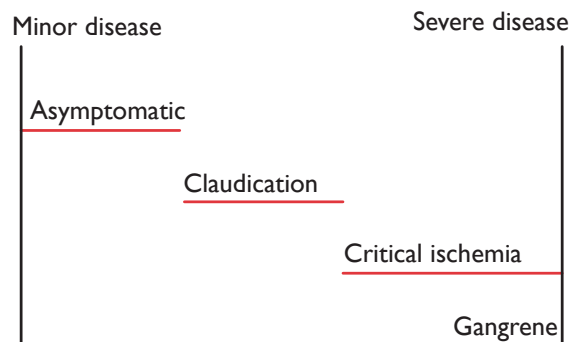 Minor disease
Severe disease
Asymptomatic
Claudication
Critical ischemia
Gangrene